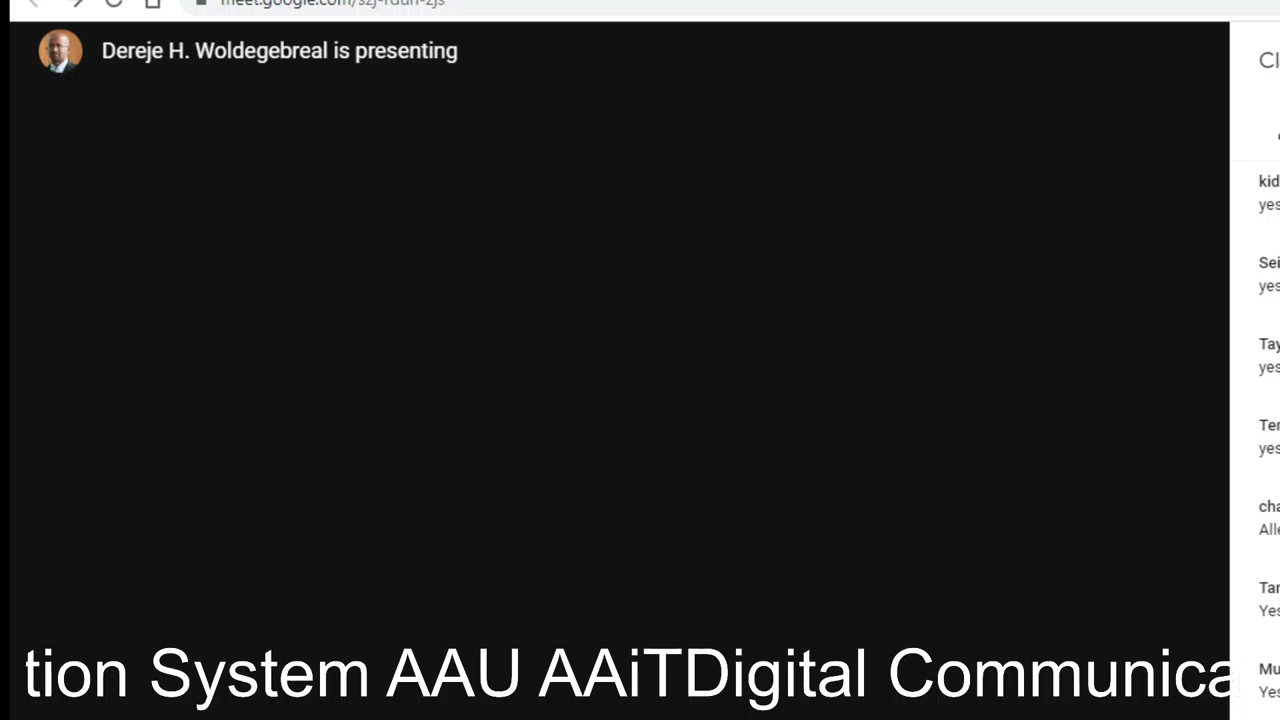 Dereje H. Woldegebreal is presenting
kid
yes
Sei
yes
Tay
yes
Ter
yes
cha
Alle
Tar
Yes
Mu
Yes
tion System AAU AAiTDigital Communica